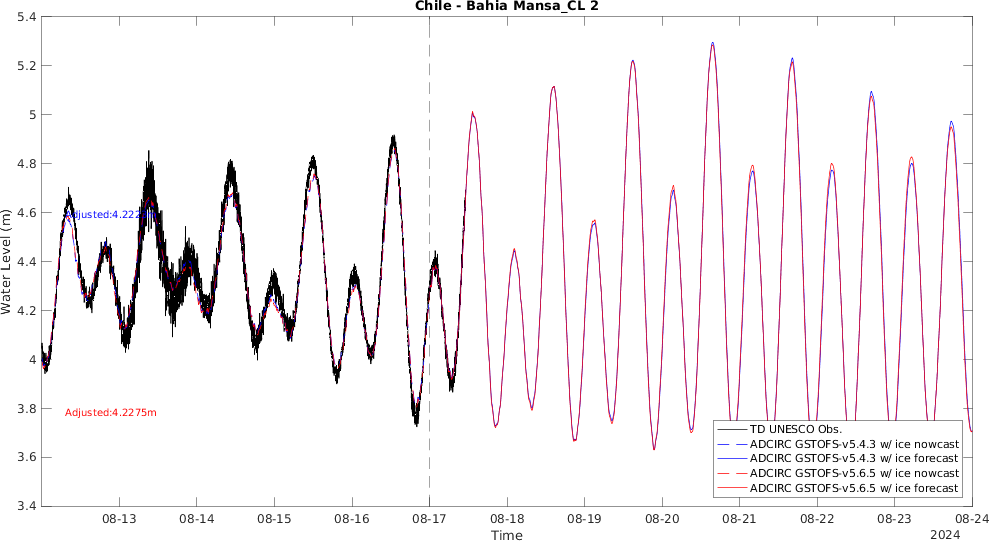 Chile - Bahia Mansa_CL 2
5.4
5.2
5
4.8
4.6
4.4
4.2
4
3.8
3.6
3.4
Water Level (m)
Adjusted:4.222
Adjusted:4.2275m
TD UNESCO Obs.
ADCIRC GSTOFS-v5.4.3 w/ ice nowcast
ADCIRC GSTOFS-v5.4.3 w/ ice forecast
ADCIRC GSTOFS-v5.6.5 w/ ice nowcast
ADCIRC GSTOFS-v5.6.5 w/ ice forecast
08-13 08-14 08-15 08-16 08-17 08-18 08-19 08-20 08-21 08-22 08-23 08-24
Time
2024